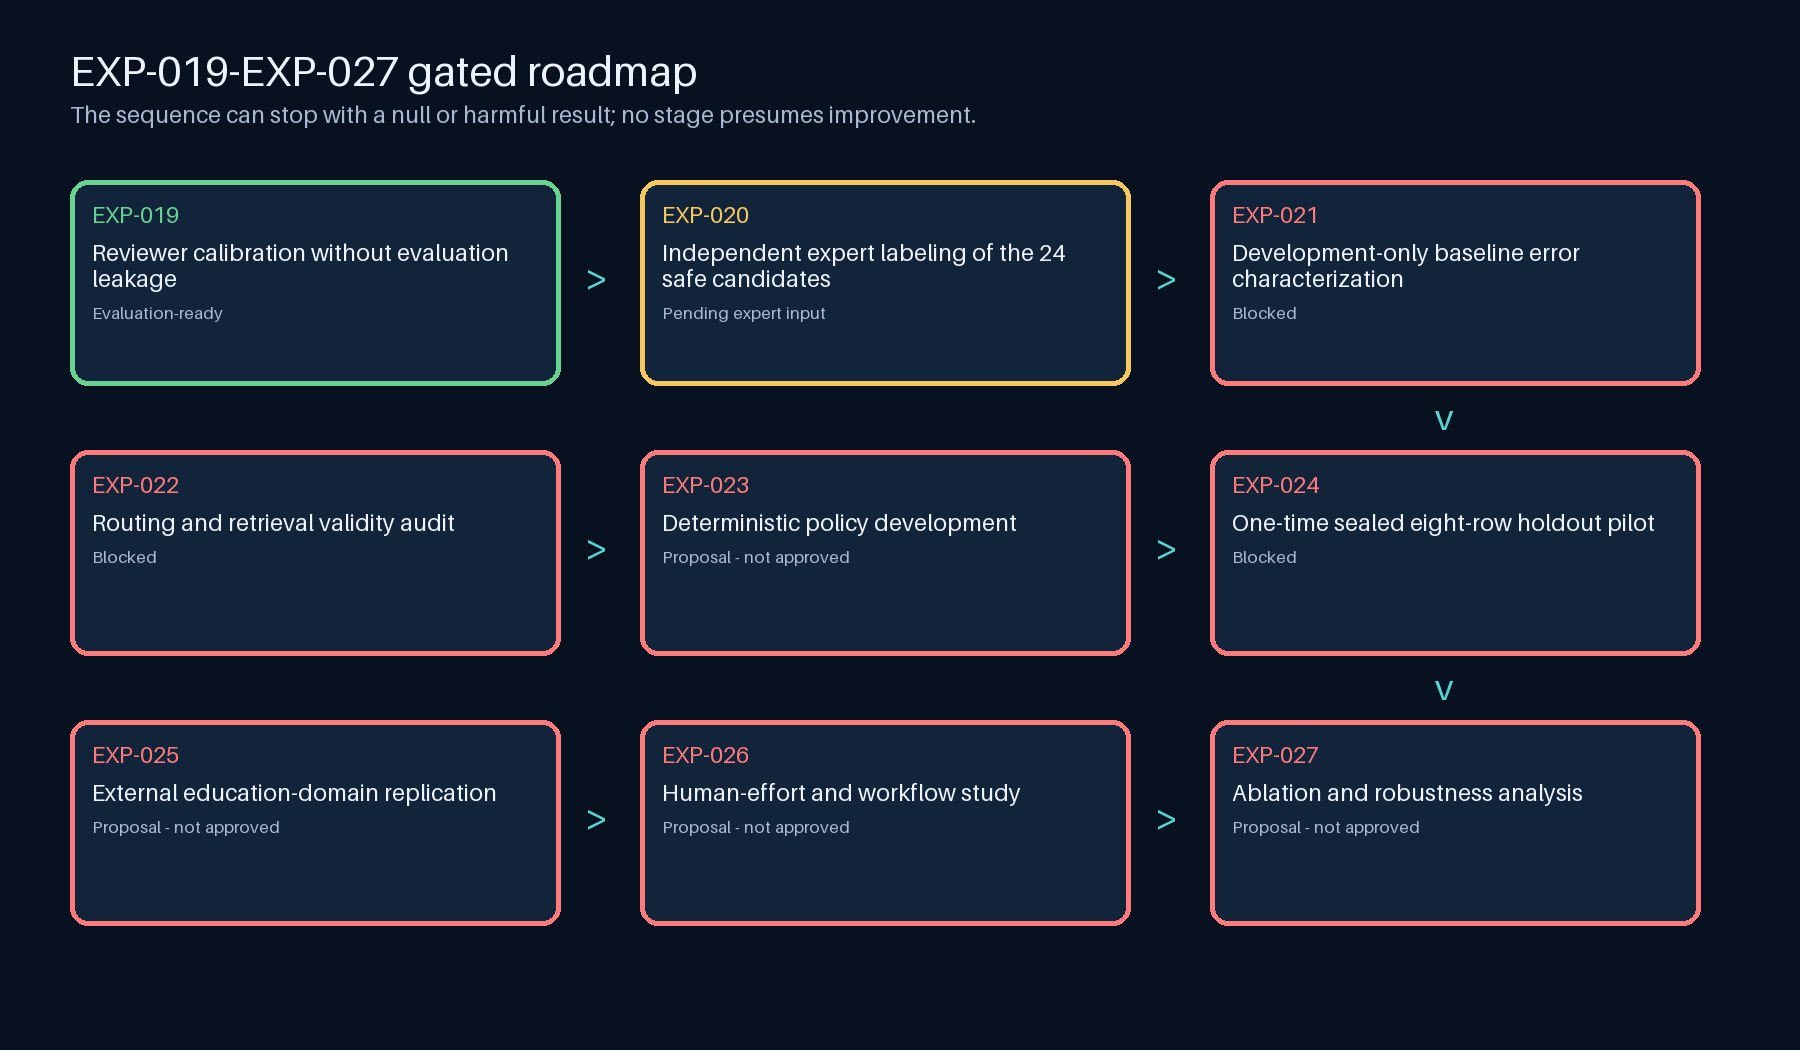 EXP-019-EXP-027 gated roadmap
The sequence can stop with a null or harmful result; no stage presumes improvement.
EXP-019
Reviewer calibration without evaluation
leakage
Evaluation-ready
>
EXP-020
Independent expert labeling of the 24
safe candidates
Pending expert input
>
EXP-021
Development-only baseline error
characterization
Blocked
v
EXP-022
Routing and retrieval validity audit
Blocked
>
EXP-023
Deterministic policy development
Proposal - not approved
>
EXP-024
One-time sealed eight-row holdout pilot
Blocked
v
EXP-025
External education-domain replication
Proposal - not approved
>
EXP-026
Human-effort and workflow study
Proposal - not approved
>
EXP-027
Ablation and robustness analysis
Proposal - not approved